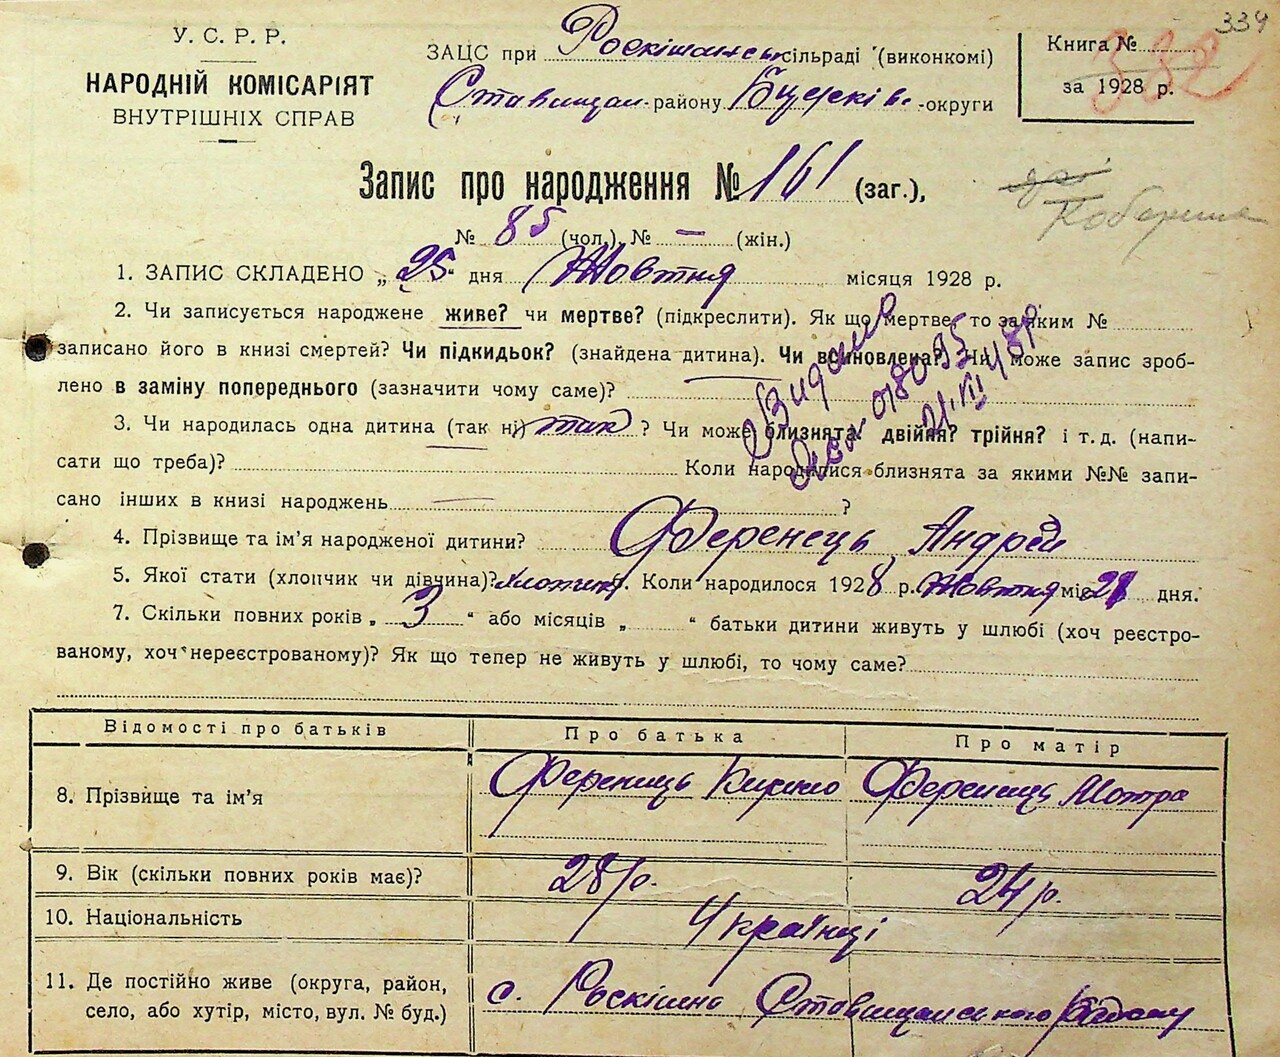 339
У. С. Р. Р.
НАРОДНІЙ КОМІСАРІЯТ
ВНУТРІШНІХ СПРАВ
ЗАЦС при Роскішанськ сільраді (виконкомі)
Ставищан-району Білцерків.-округи
Книга №
332
за 1928 р.
Запис про народження № 161 (заг.),
№ 85 (чол.), № — (жін.)
1. ЗАПИС СКЛАДЕНО „ 25 " дня Жовтня місяця 1928 р.
2. Чи записується народжене живе? чи мертве? (підкреслити). Як що мертве, то за яким №
записано його в книзі смертей? Чи підкидьок? (знайдена дитина). Чи всиновлена? Чи може запис зроб-
лено в заміну попереднього (зазначити чому саме)?
3. Чи народилась одна дитина (так ні) так ? Чи може близнята: двійня? трійня? і т. д. (напи-
сати що треба)? Коли народилися близнята за якими №№ запи-
сано інших в книзі народжень — ?
4. Прізвище та ім'я народженої дитини? Ференець Андрій
5. Якої стати (хлопчик чи дівчина)? хлопчик. Коли народилося 1928 р. Жовтня міс 21 дня.
7. Скільки повних років „ 3 " або місяців „ " батьки дитини живуть у шлюбі (хоч реєстро-
ваному, хоч нереєстрованому)? Як що тепер не живуть у шлюбі, то чому саме?
Відомості про батьків Про батька Про матір
8. Прізвище та ім'я Ференець Кирило Ференець Мотра
9. Вік (скільки повних років має)? 28 р. 24 р.
10. Національність Українці
11. Де постійно живе (округа, район,
село, або хутір, місто, вул. № буд.)
с. Роскішна Ставищанського району